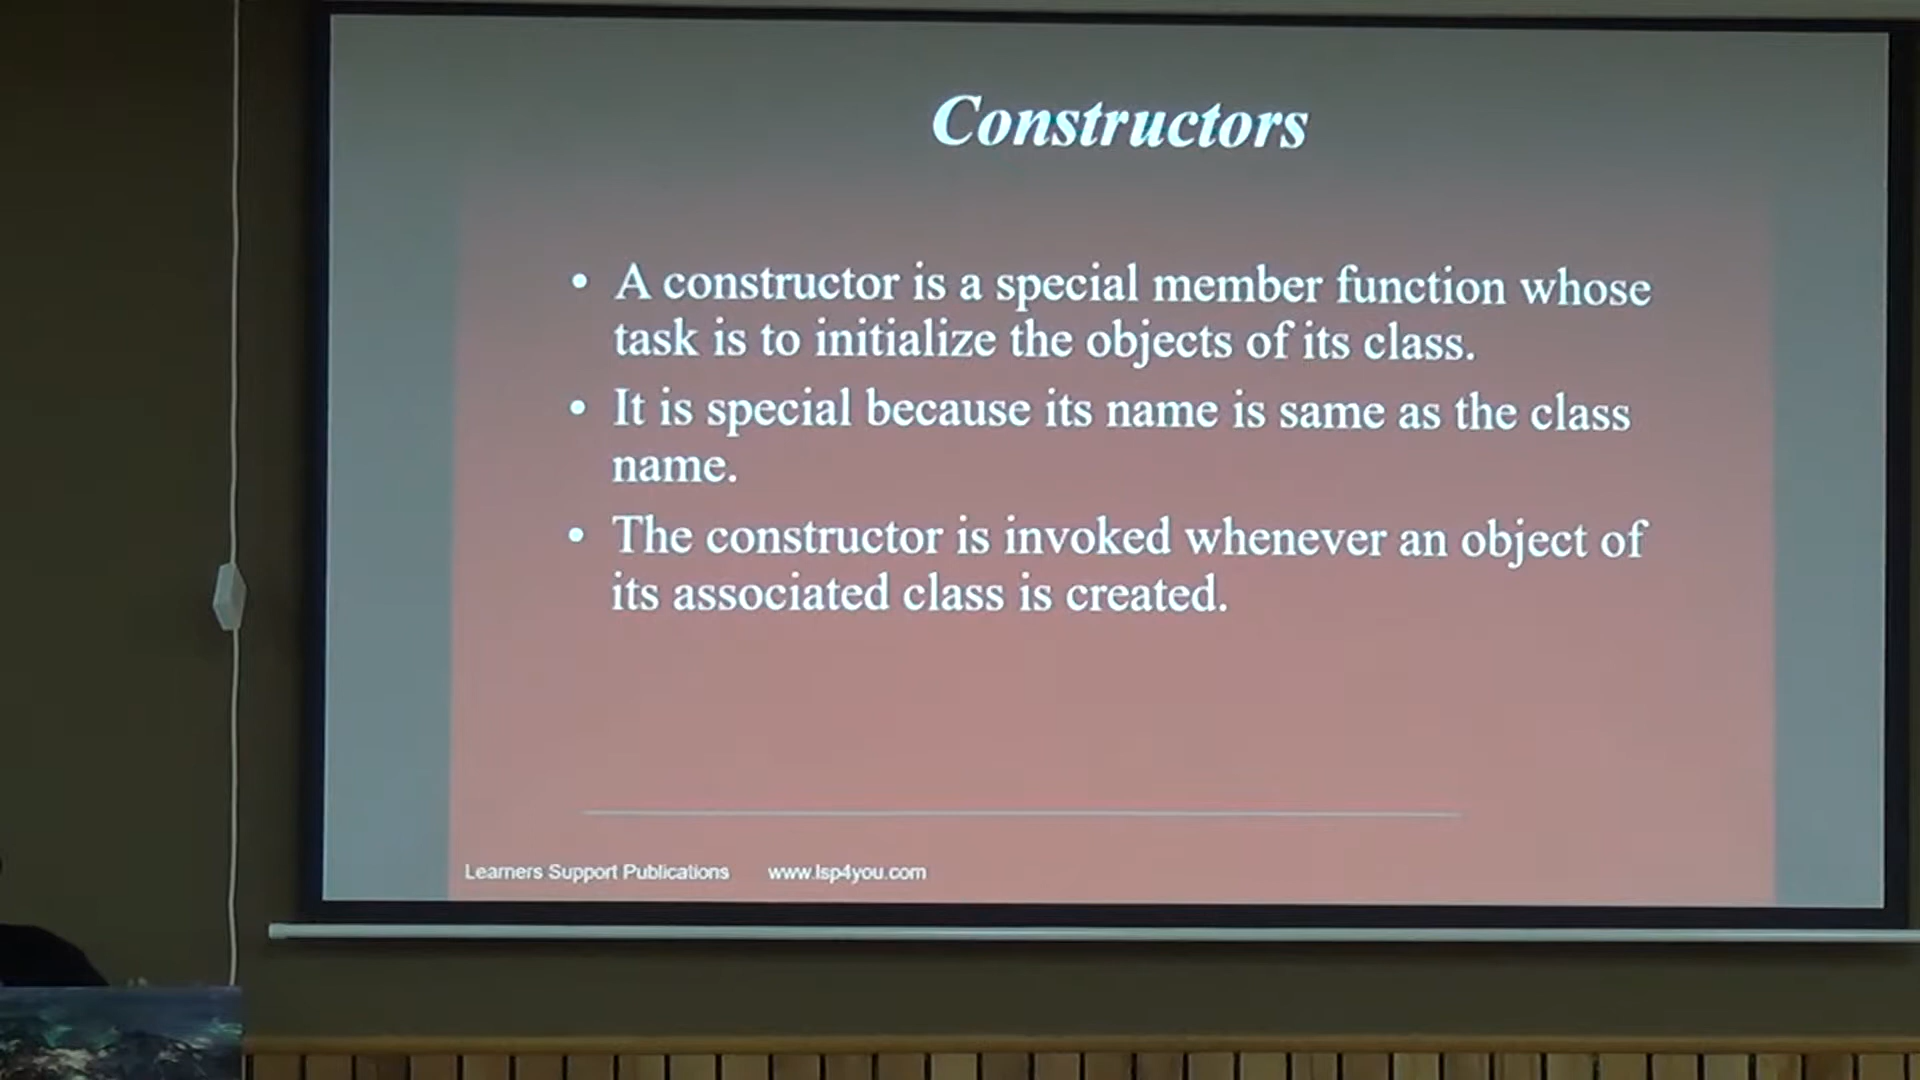 Constructors
• A constructor is a special member function whose
task is to initialize the objects of its class.
• It is special because its name is same as the class
name.
• The constructor is invoked whenever an object of
its associated class is created.
Learners Support Publications www.lsp4you.com